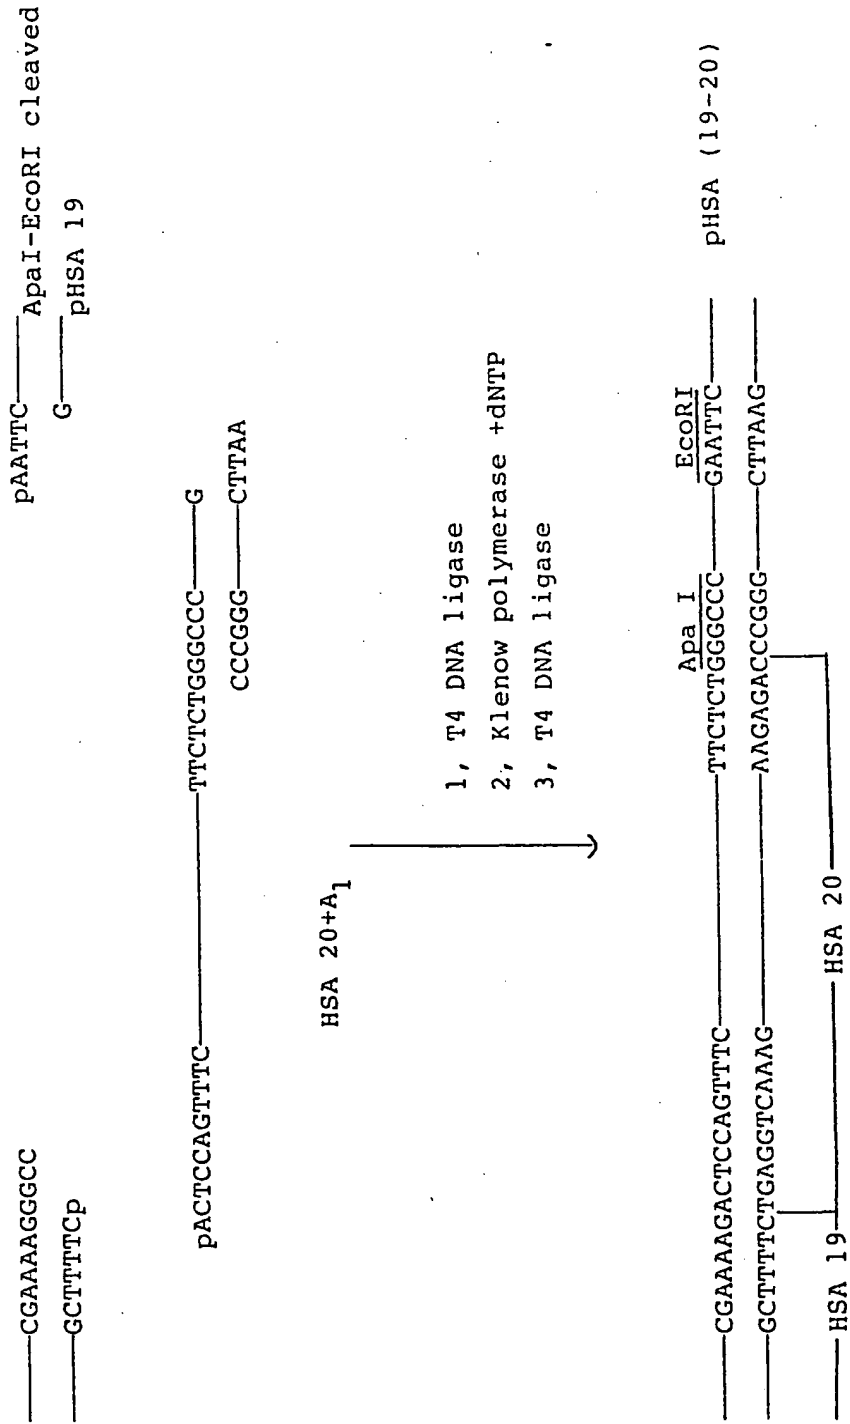 CGAAAAGGGCC
GCTTTTCp
pAATTC
ApaI-EcoRI cleaved
G
pHSA 19
pACTCCAGTTTC TTCTCTGGGCCC G
CCCGGG CTTAA
HSA 20+A1
1, T4 DNA ligase
2, Klenow polymerase +dNTP
3, T4 DNA ligase
Apa I EcoRI
CGAAAAGACTCCAGTTTC TTCTCTGGGCCC GAATTC
pHSA (19-20)
GCTTTTCTGAGGTCAAAG AAGAGACCCGGG CTTAAG
HSA 19 HSA 20